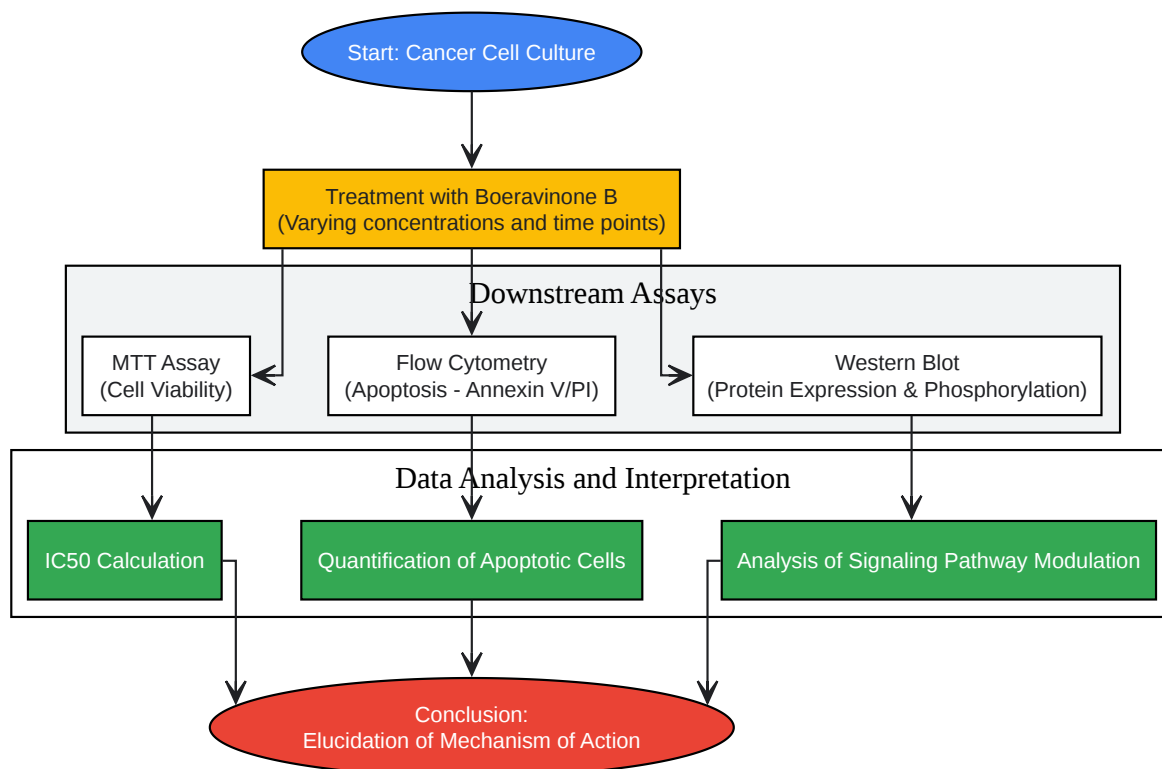 Start: Cancer Cell Culture
Treatment with Boeravinone B
(Varying concentrations and time points)
Downstream Assays
MTT Assay
(Cell Viability)
Flow Cytometry
(Apoptosis - Annexin V/PI)
Western Blot
(Protein Expression & Phosphorylation)
Data Analysis and Interpretation
IC50 Calculation
Quantification of Apoptotic Cells
Analysis of Signaling Pathway Modulation
Conclusion:
Elucidation of Mechanism of Action